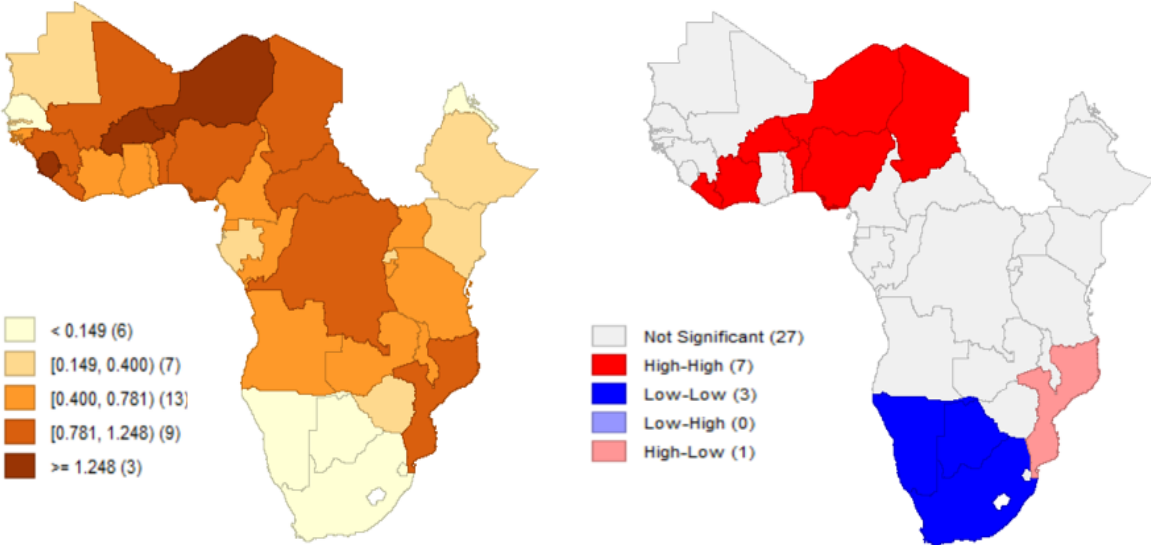 < 0.149 (6)
[0.149, 0.400) (7)
[0.400, 0.781) (13)
[0.781, 1.248) (9)
>= 1.248 (3)
Not Significant (27)
High-High (7)
Low-Low (3)
Low-High (0)
High-Low (1)